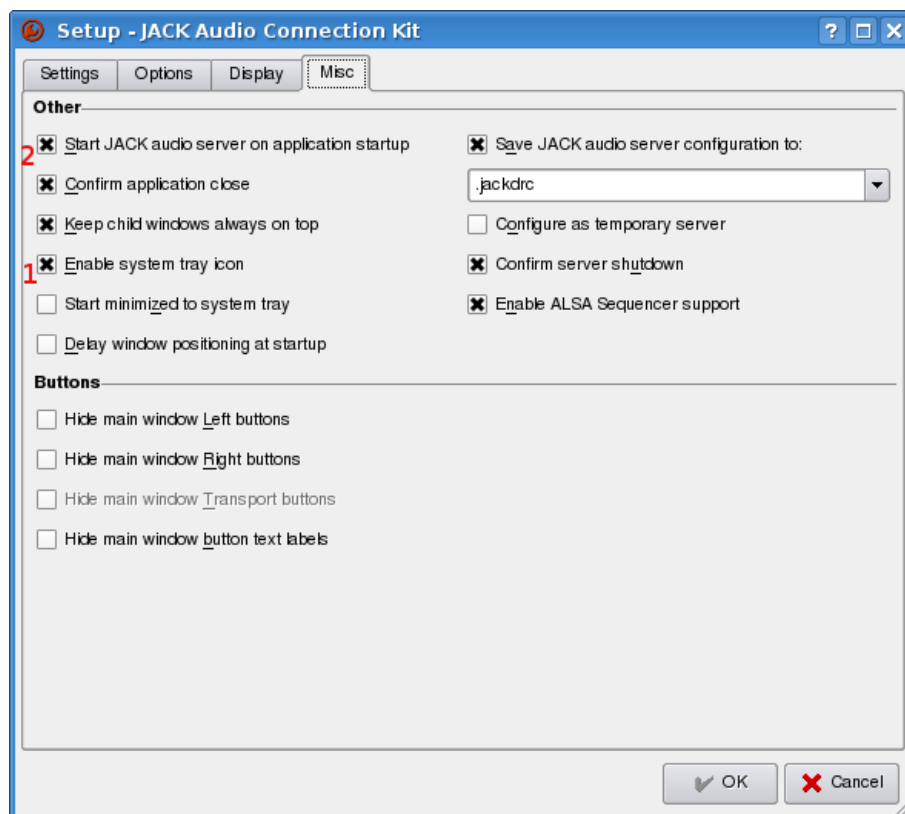 Setup - JACK Audio Connection Kit
Settings Options Display Misc
Other
2 Start JACK audio server on application startup
Save JACK audio server configuration to:
Confirm application close
.jackdrc
Keep child windows always on top
Configure as temporary server
1 Enable system tray icon
Confirm server shutdown
Start minimized to system tray
Enable ALSA Sequencer support
Delay window positioning at startup
Buttons
Hide main window Left buttons
Hide main window Right buttons
Hide main window Transport buttons
Hide main window button text labels
OK Cancel